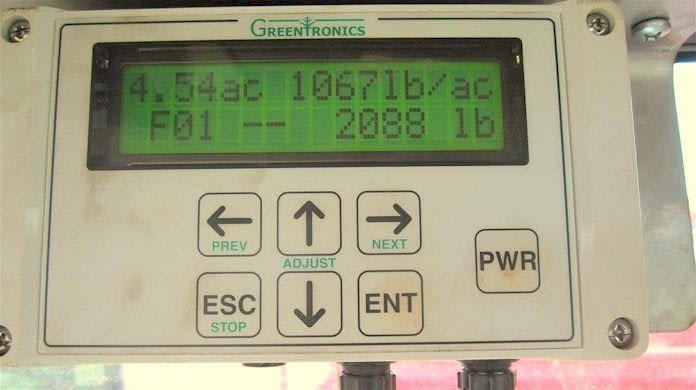 GREENTRONICS
4.54ac 1067lb/ac
F01 -- 2088 lb
PREV
ADJUST
NEXT
PWR
ESC
STOP
ENT